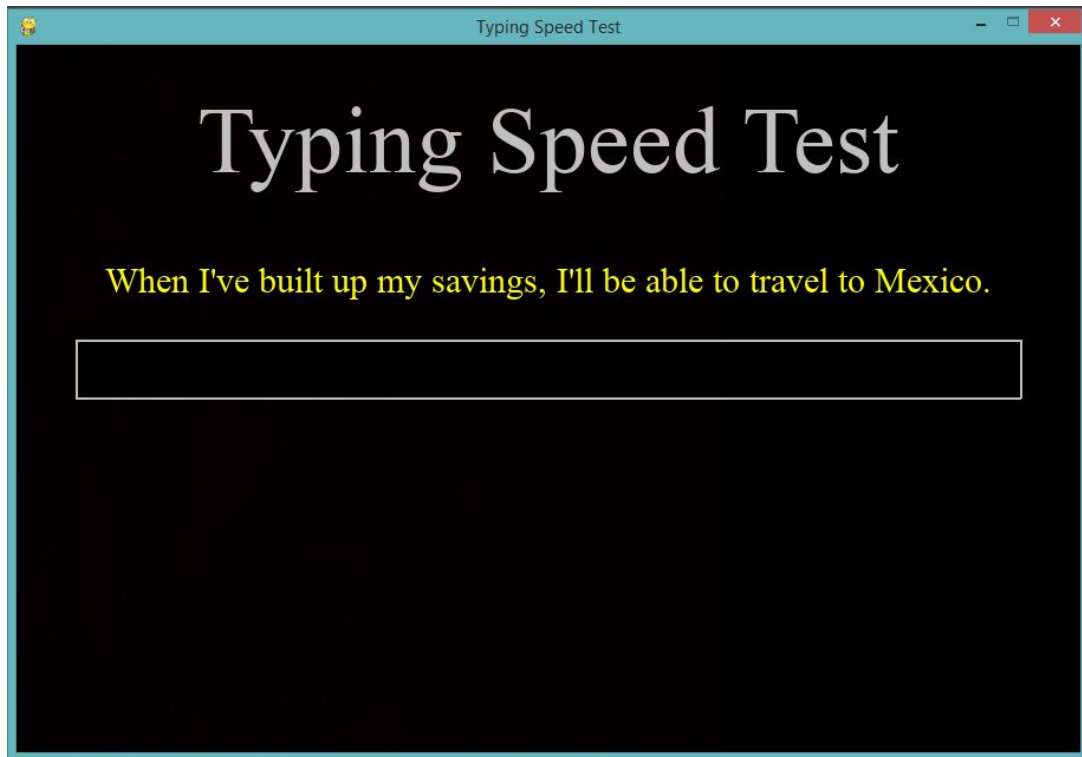 Typing Speed Test
Typing Speed Test
When I've built up my savings, I'll be able to travel to Mexico.